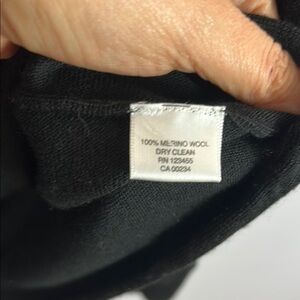 100% MERINO WOOL
DRY CLEAN
RN 123455
CA 00234